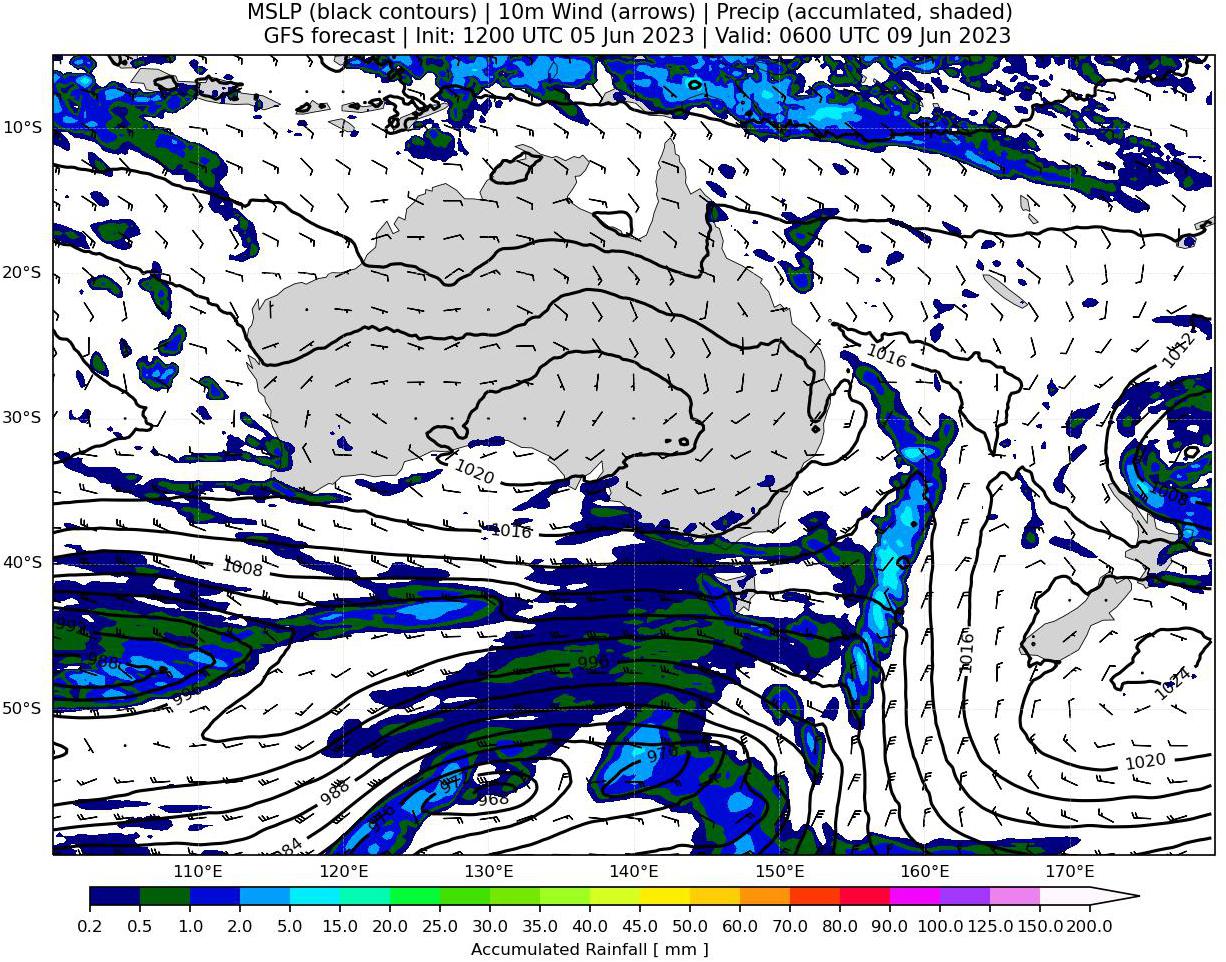 MSLP (black contours) | 10m Wind (arrows) | Precip (accumlated, shaded)
GFS forecast | Init: 1200 UTC 05 Jun 2023 | Valid: 0600 UTC 09 Jun 2023
10°S
20°S
1012
1016
30°S
1020
1008
1016
40°S
1008
992
988
996
996
1016
1024
50°S
976
1020
988
968
984
110°E 120°E 130°E 140°E 150°E 160°E 170°E
0.2 0.5 1.0 2.0 5.0 10.0 15.0 20.0 25.0 30.0 35.0 40.0 45.0 50.0 60.0 70.0 80.0 90.0 100.0 125.0 150.0 200.0
Accumulated Rainfall [ mm ]